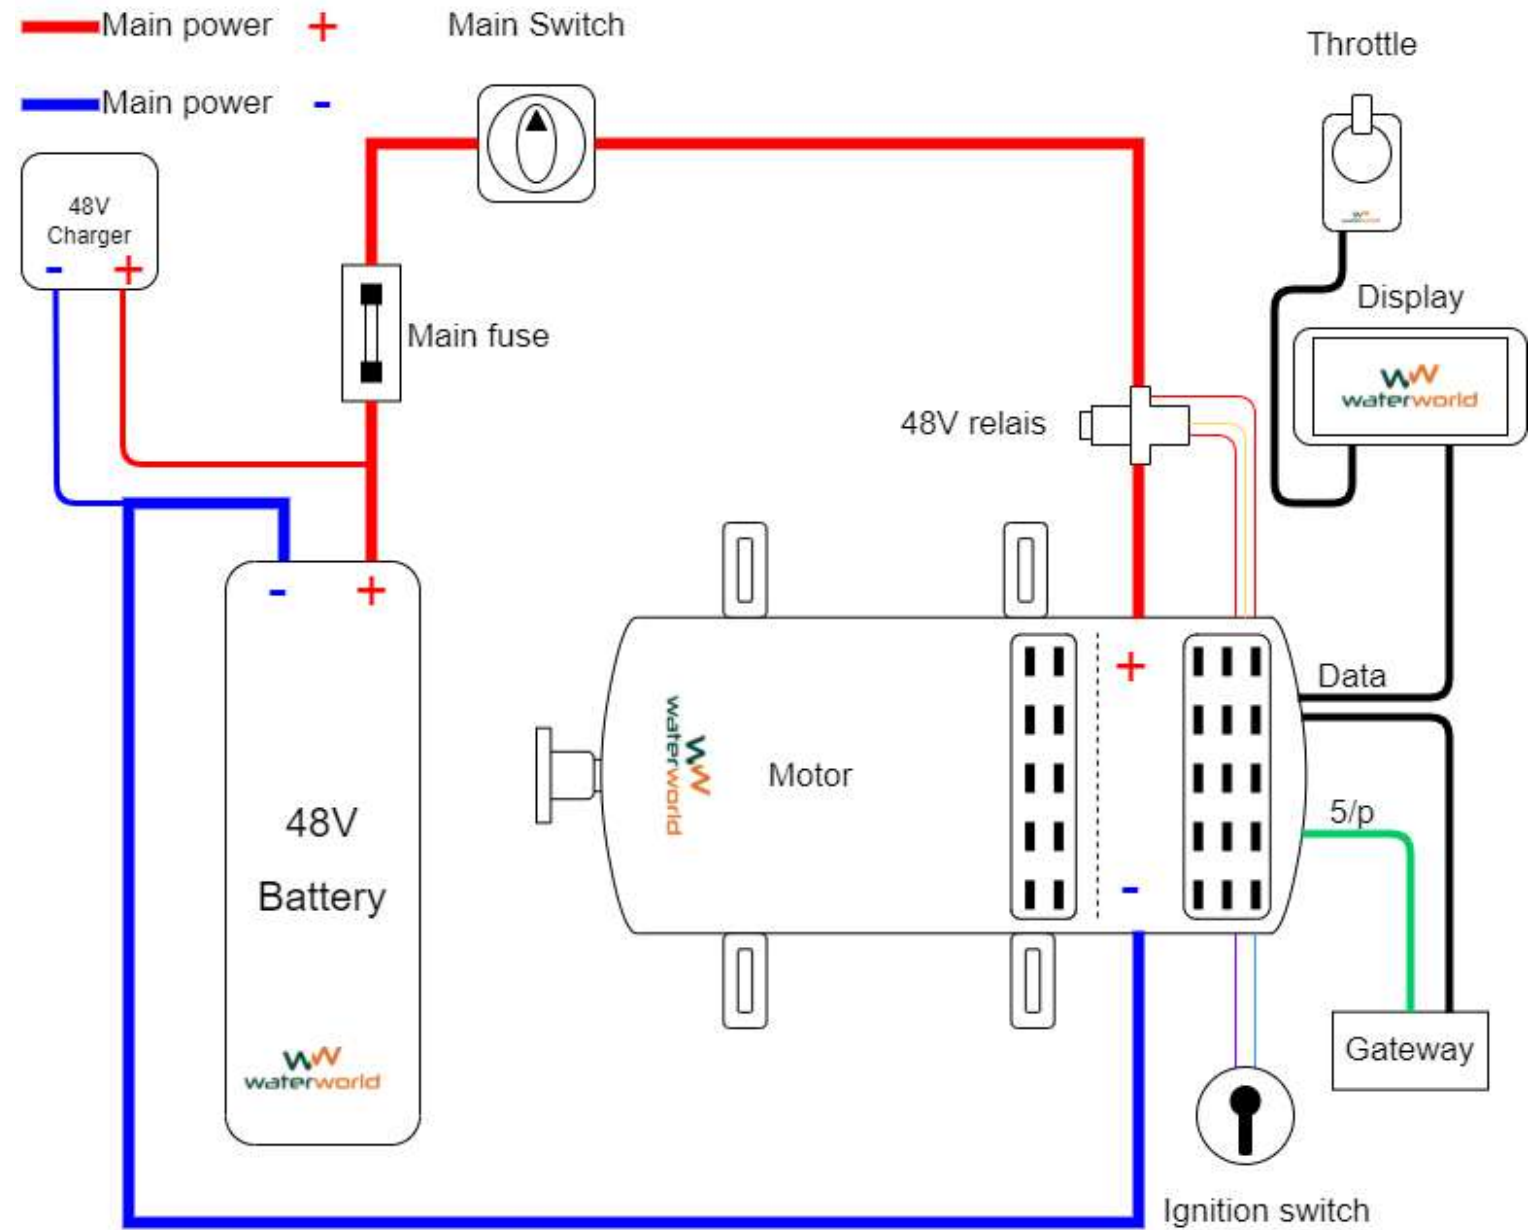 Main power +
Main Switch
Throttle
Main power -
48V
Charger
- +
waterworld
Display
Main fuse
waterworld
48V relais
- +
+
Data
waterworld
Motor
5/p
48V
Battery
-
Gateway
waterworld
Ignition switch